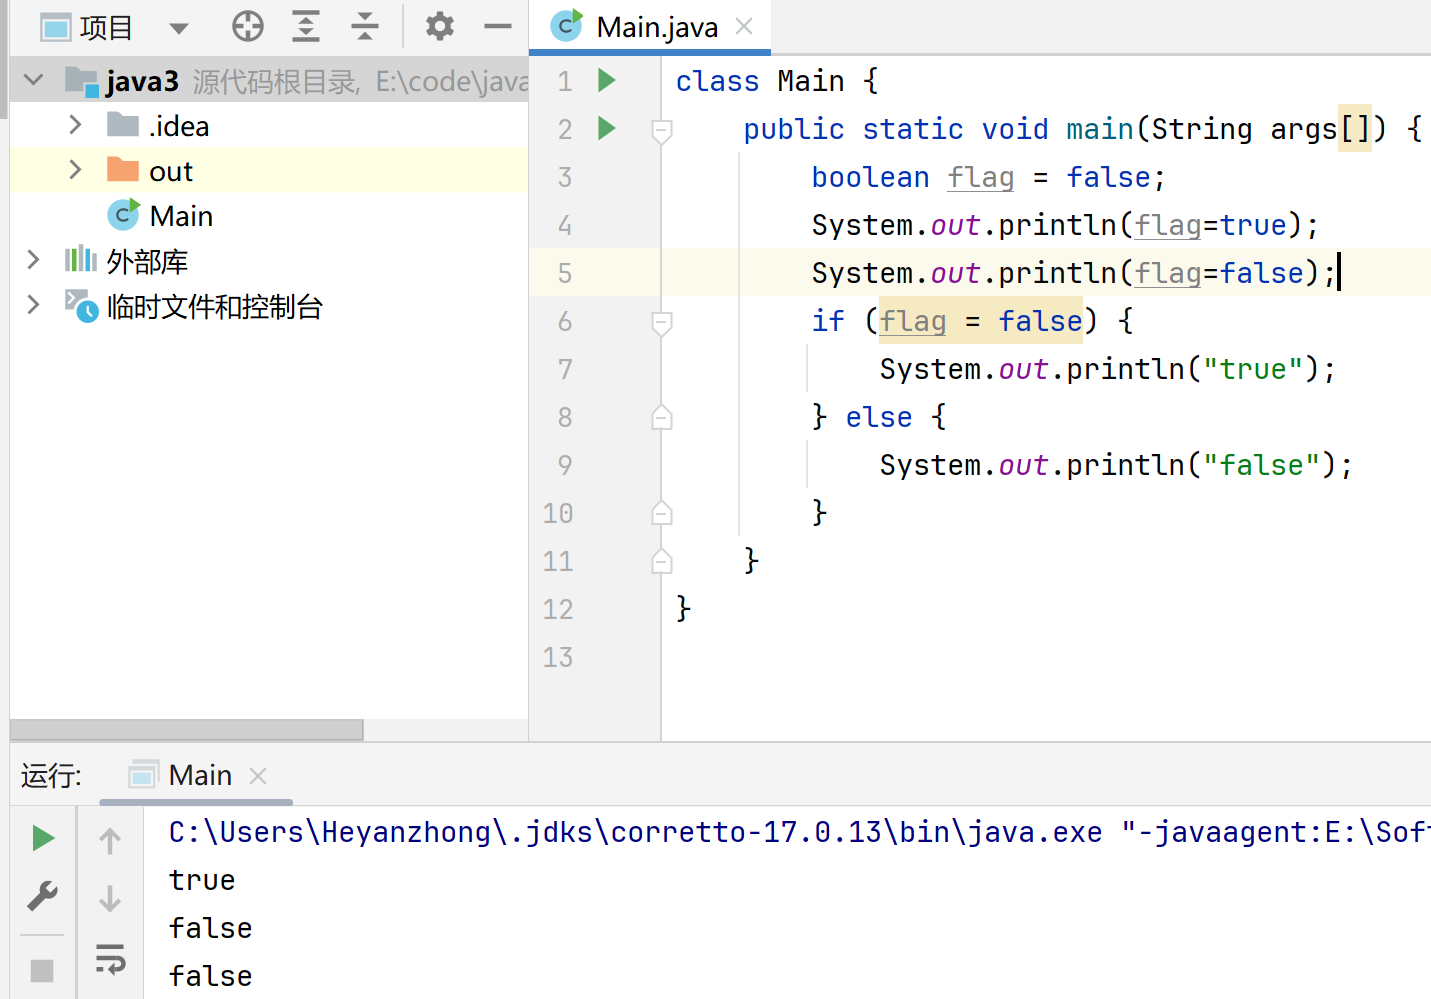 项目
java3 源代码根目录, E:\code\java
.idea
out
Main
外部库
临时文件和控制台
Main.java
1 class Main {
2 public static void main(String args[]) {
3 boolean flag = false;
4 System.out.println(flag=true);
5 System.out.println(flag=false);
6 if (flag = false) {
7 System.out.println("true");
8 } else {
9 System.out.println("false");
10 }
11 }
12 }
13
运行: Main
C:\Users\Heyanzhong\.jdks\corretto-17.0.13\bin\java.exe "-javaagent:E:\Sof
true
false
false